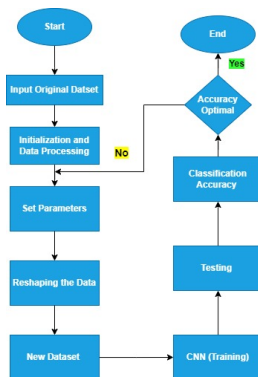 Start
Input Original Datset
Initialization and
Data Processing
Set Parameters
Reshaping the Data
New Dataset
CNN (Training)
Testing
Classification
Accuracy
Accuracy
Optimal
No
Yes
End